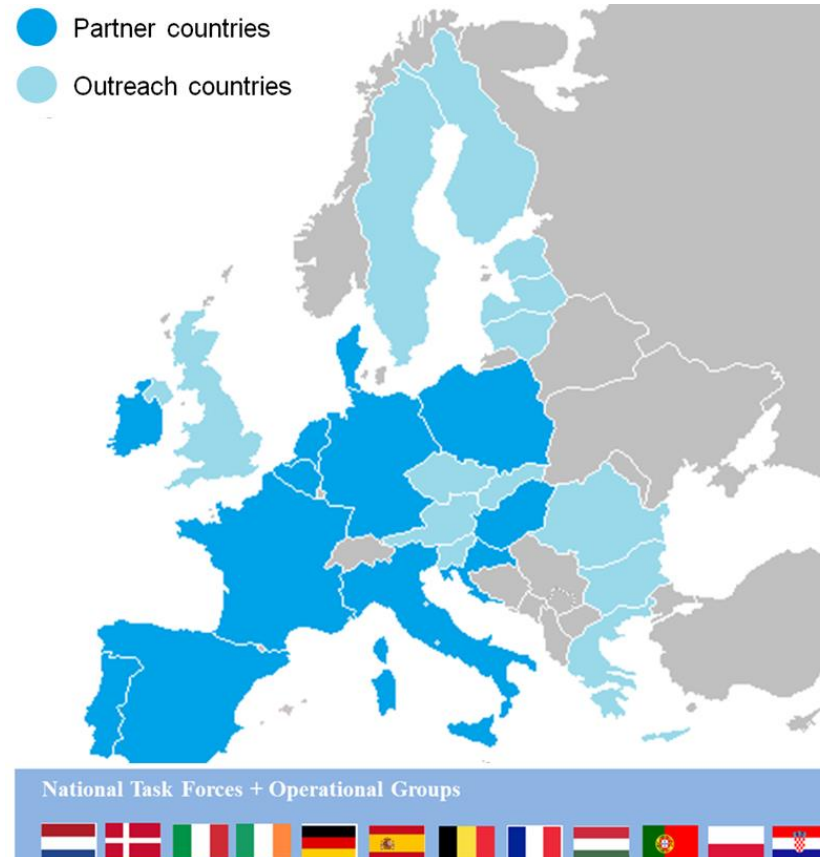 Partner countries
Outreach countries
National Task Forces + Operational Groups